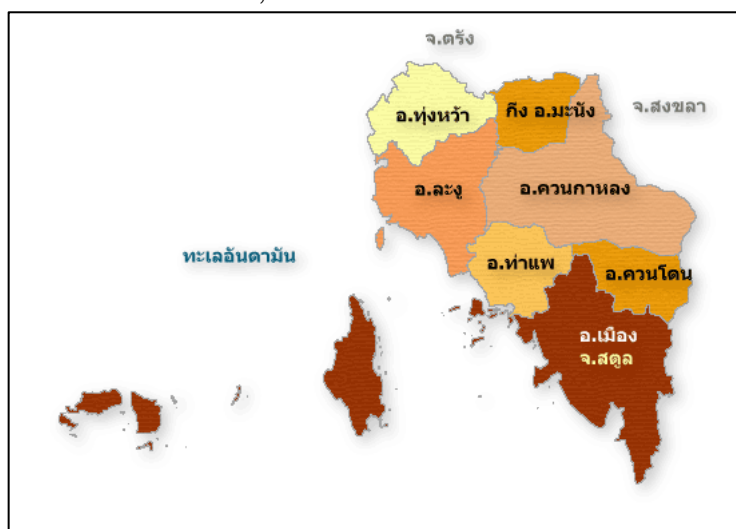 จ.ตรัง
จ.สงขลา
อ.ทุ่งหว้า
กิ่ง อ.มะนัง
อ.ละงู
อ.ควนกาหลง
ทะเลอันดามัน
อ.ท่าแพ
อ.ควนโดน
อ.เมือง
จ.สตูล